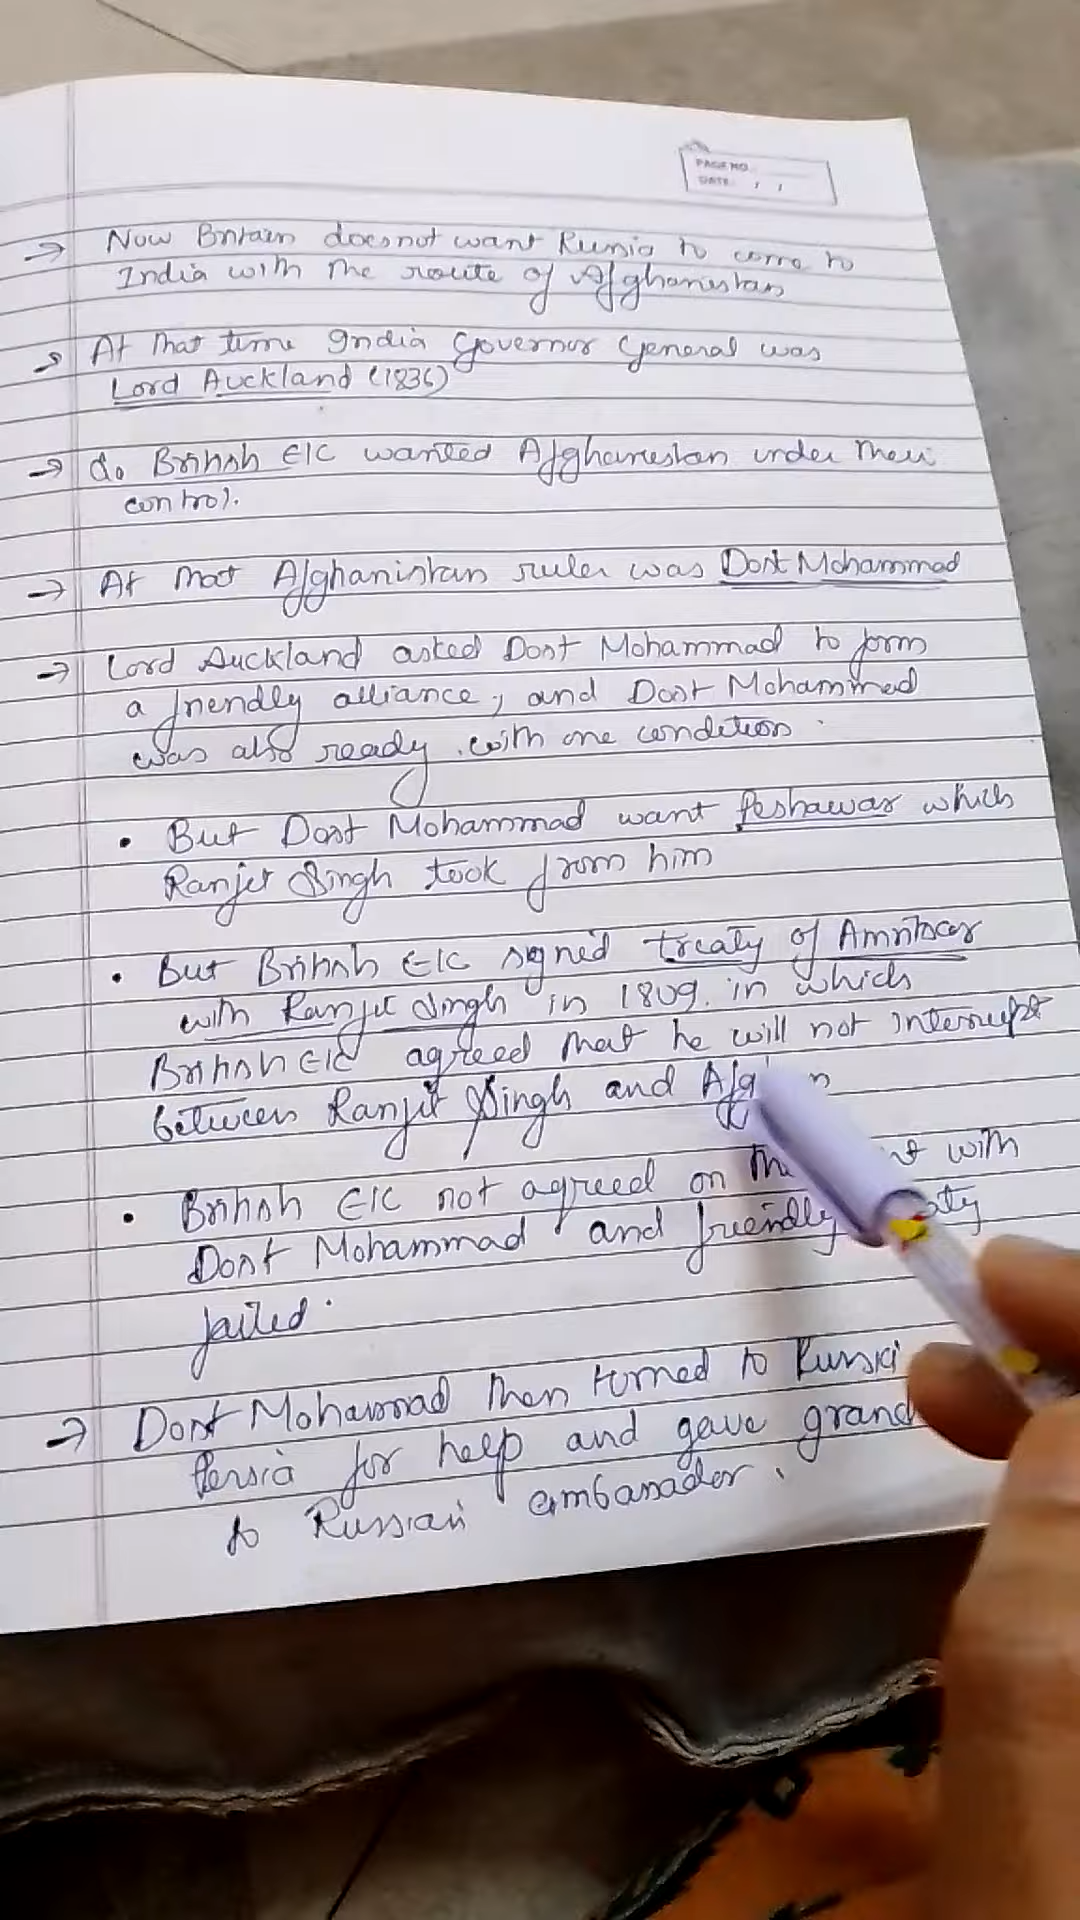 PAGE NO.
DATE: / /
→ Now Britain does not want Russia to come to
India with the route of Afghanistan
→ At that time India Governor General was
Lord Auckland (1836)
→ So British EIC wanted Afghanistan under their
control.
→ At that Afghanistan ruler was Dost Mohammad
→ Lord Auckland asked Dost Mohammad to form
a friendly alliance, and Dost Mohammad
was also ready. with one condition.
• But Dost Mohammad want Peshawar which
Ranjit Singh took from him
• But British EIC signed treaty of Amritsar
with Ranjit Singh in 1809. in which
British EIC agreed that he will not interrupt
between Ranjit Singh and
• British EIC not agreed on with
Dost Mohammad and friendly
failed.
→ Dost Mohammad then turned to
Persia for help and gave grand
to Russian ambassador.